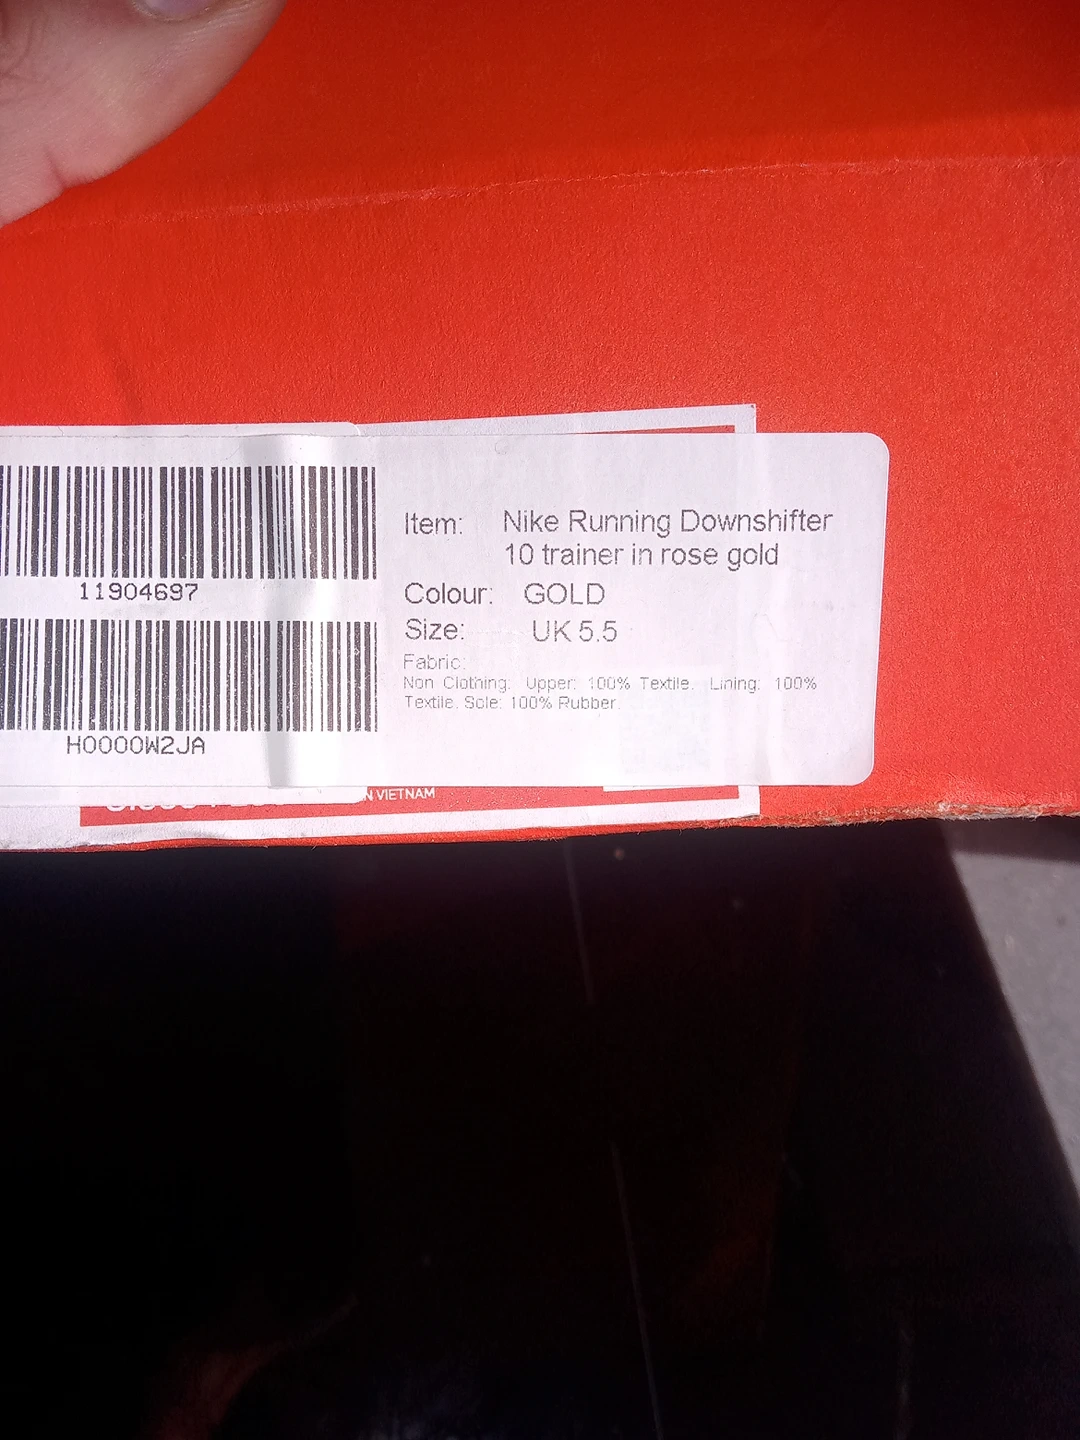 Item: Nike Running Downshifter
10 trainer in rose gold
11904697
Colour: GOLD
Size: UK 5.5
Fabric:
Non Clothing: Upper: 100% Textile. Lining: 100%
Textile. Sole: 100% Rubber.
H0000W2JA
N VIETNAM